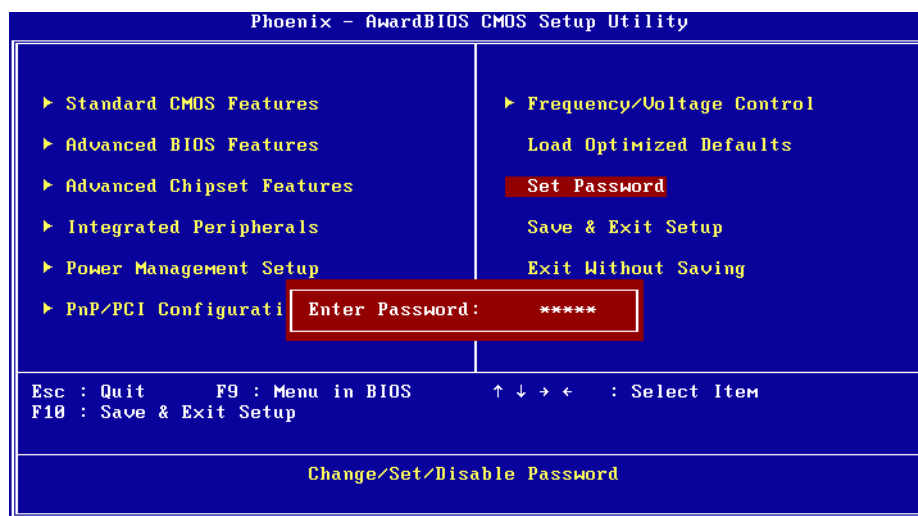 Phoenix - AwardBIOS CMOS Setup Utility
► Standard CMOS Features
► Advanced BIOS Features
► Advanced Chipset Features
► Integrated Peripherals
► Power Management Setup
► PnP/PCI Configurati
► Frequency/Voltage Control
Load Optimized Defaults
Set Password
Save & Exit Setup
Exit Without Saving
Enter Password: *****
Esc : Quit F9 : Menu in BIOS ↑ ↓ → ← : Select Item
F10 : Save & Exit Setup
Change/Set/Disable Password